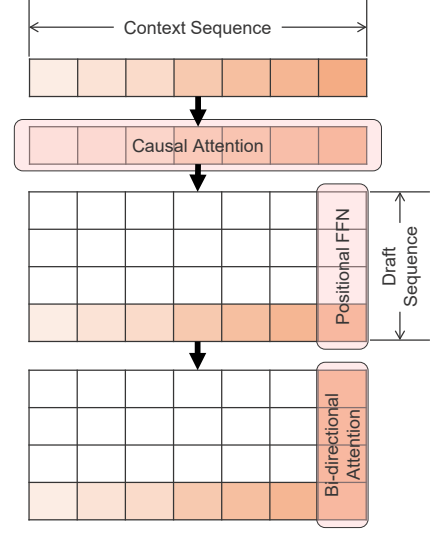 Context Sequence
Causal Attention
Positional FFN
Draft
Sequence
Bi-directional
Attention